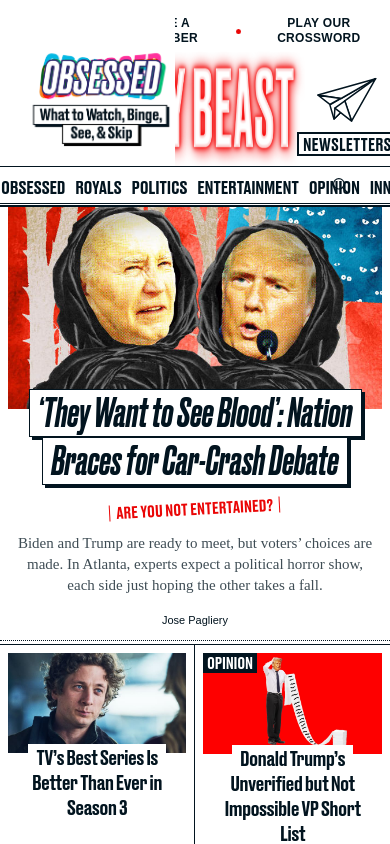 E A
BER
PLAY OUR
CROSSWORD
OBSESSED
What to Watch, Binge,
See, & Skip
Y BEAST
NEWSLETTERS
OBSESSED ROYALS POLITICS ENTERTAINMENT OPINION INN
‘They Want to See Blood’: Nation
Braces for Car-Crash Debate
ARE YOU NOT ENTERTAINED?
Biden and Trump are ready to meet, but voters’ choices are
made. In Atlanta, experts expect a political horror show,
each side just hoping the other takes a fall.
Jose Pagliery
TV’s Best Series Is
Better Than Ever in
Season 3
OPINION
Donald Trump’s
Unverified but Not
Impossible VP Short
List